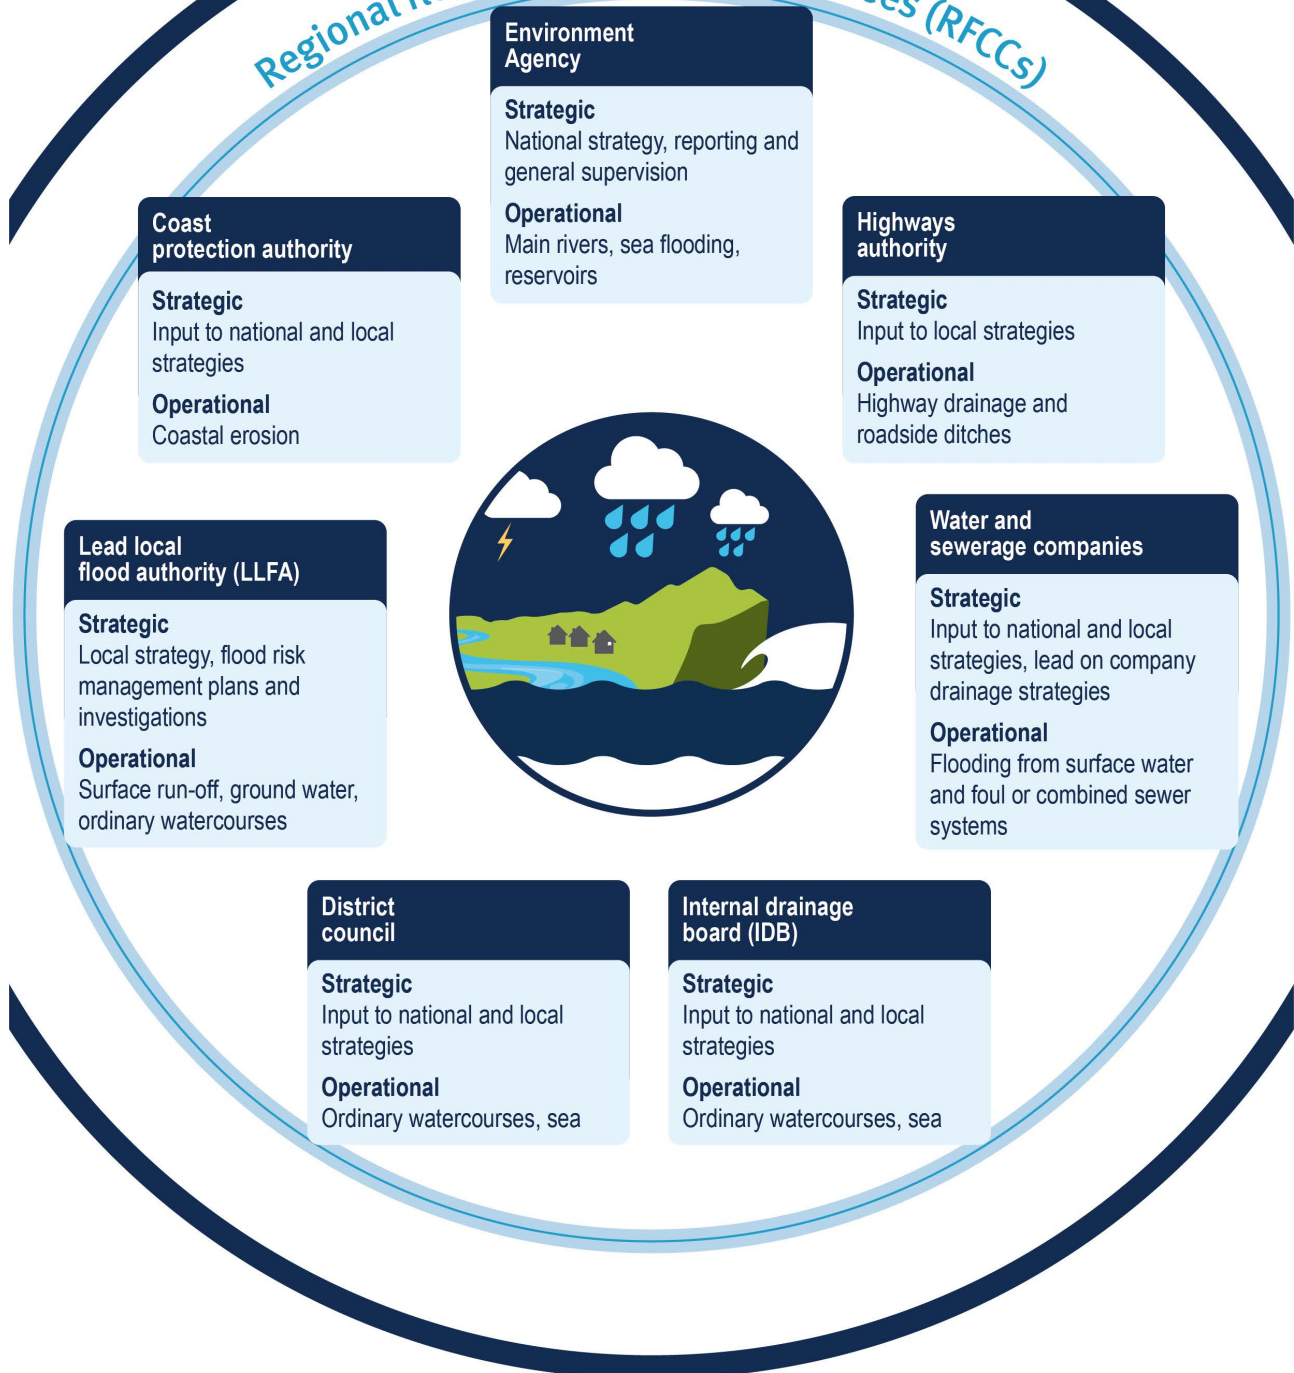 Regional
(RFCCs)
Environment
Agency
Strategic
National strategy, reporting and
general supervision
Operational
Main rivers, sea flooding,
reservoirs
Coast
protection authority
Strategic
Input to national and local
strategies
Operational
Coastal erosion
Highways
authority
Strategic
Input to local strategies
Operational
Highway drainage and
roadside ditches
Lead local
flood authority (LLFA)
Strategic
Local strategy, flood risk
management plans and
investigations
Operational
Surface run-off, ground water,
ordinary watercourses
Water and
sewerage companies
Strategic
Input to national and local
strategies, lead on company
drainage strategies
Operational
Flooding from surface water
and foul or combined sewer
systems
District
council
Strategic
Input to national and local
strategies
Operational
Ordinary watercourses, sea
Internal drainage
board (IDB)
Strategic
Input to national and local
strategies
Operational
Ordinary watercourses, sea